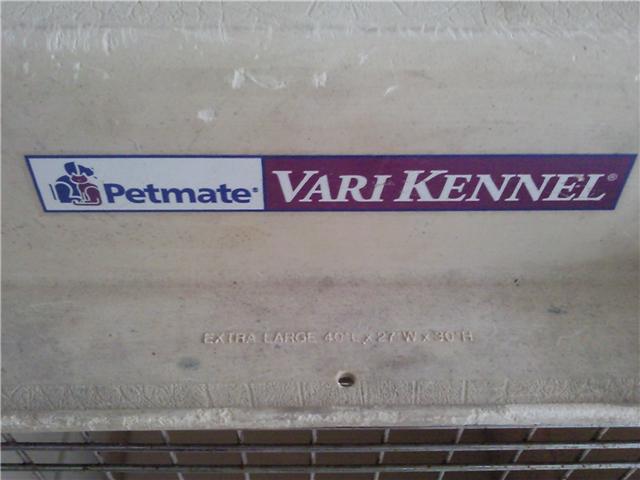 Petmate® VARI KENNEL®
EXTRA LARGE 40"L x 27"W x 30"H